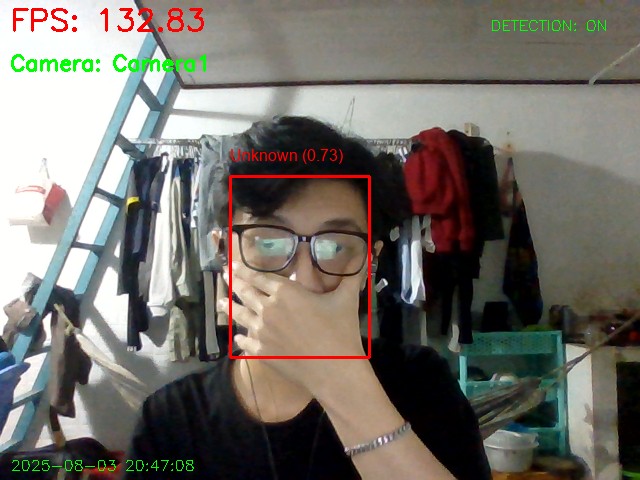 FPS: 132.83
DETECTION: ON
Camera: Camera1
Unknown (0.73)
2025-08-03 20:47:08